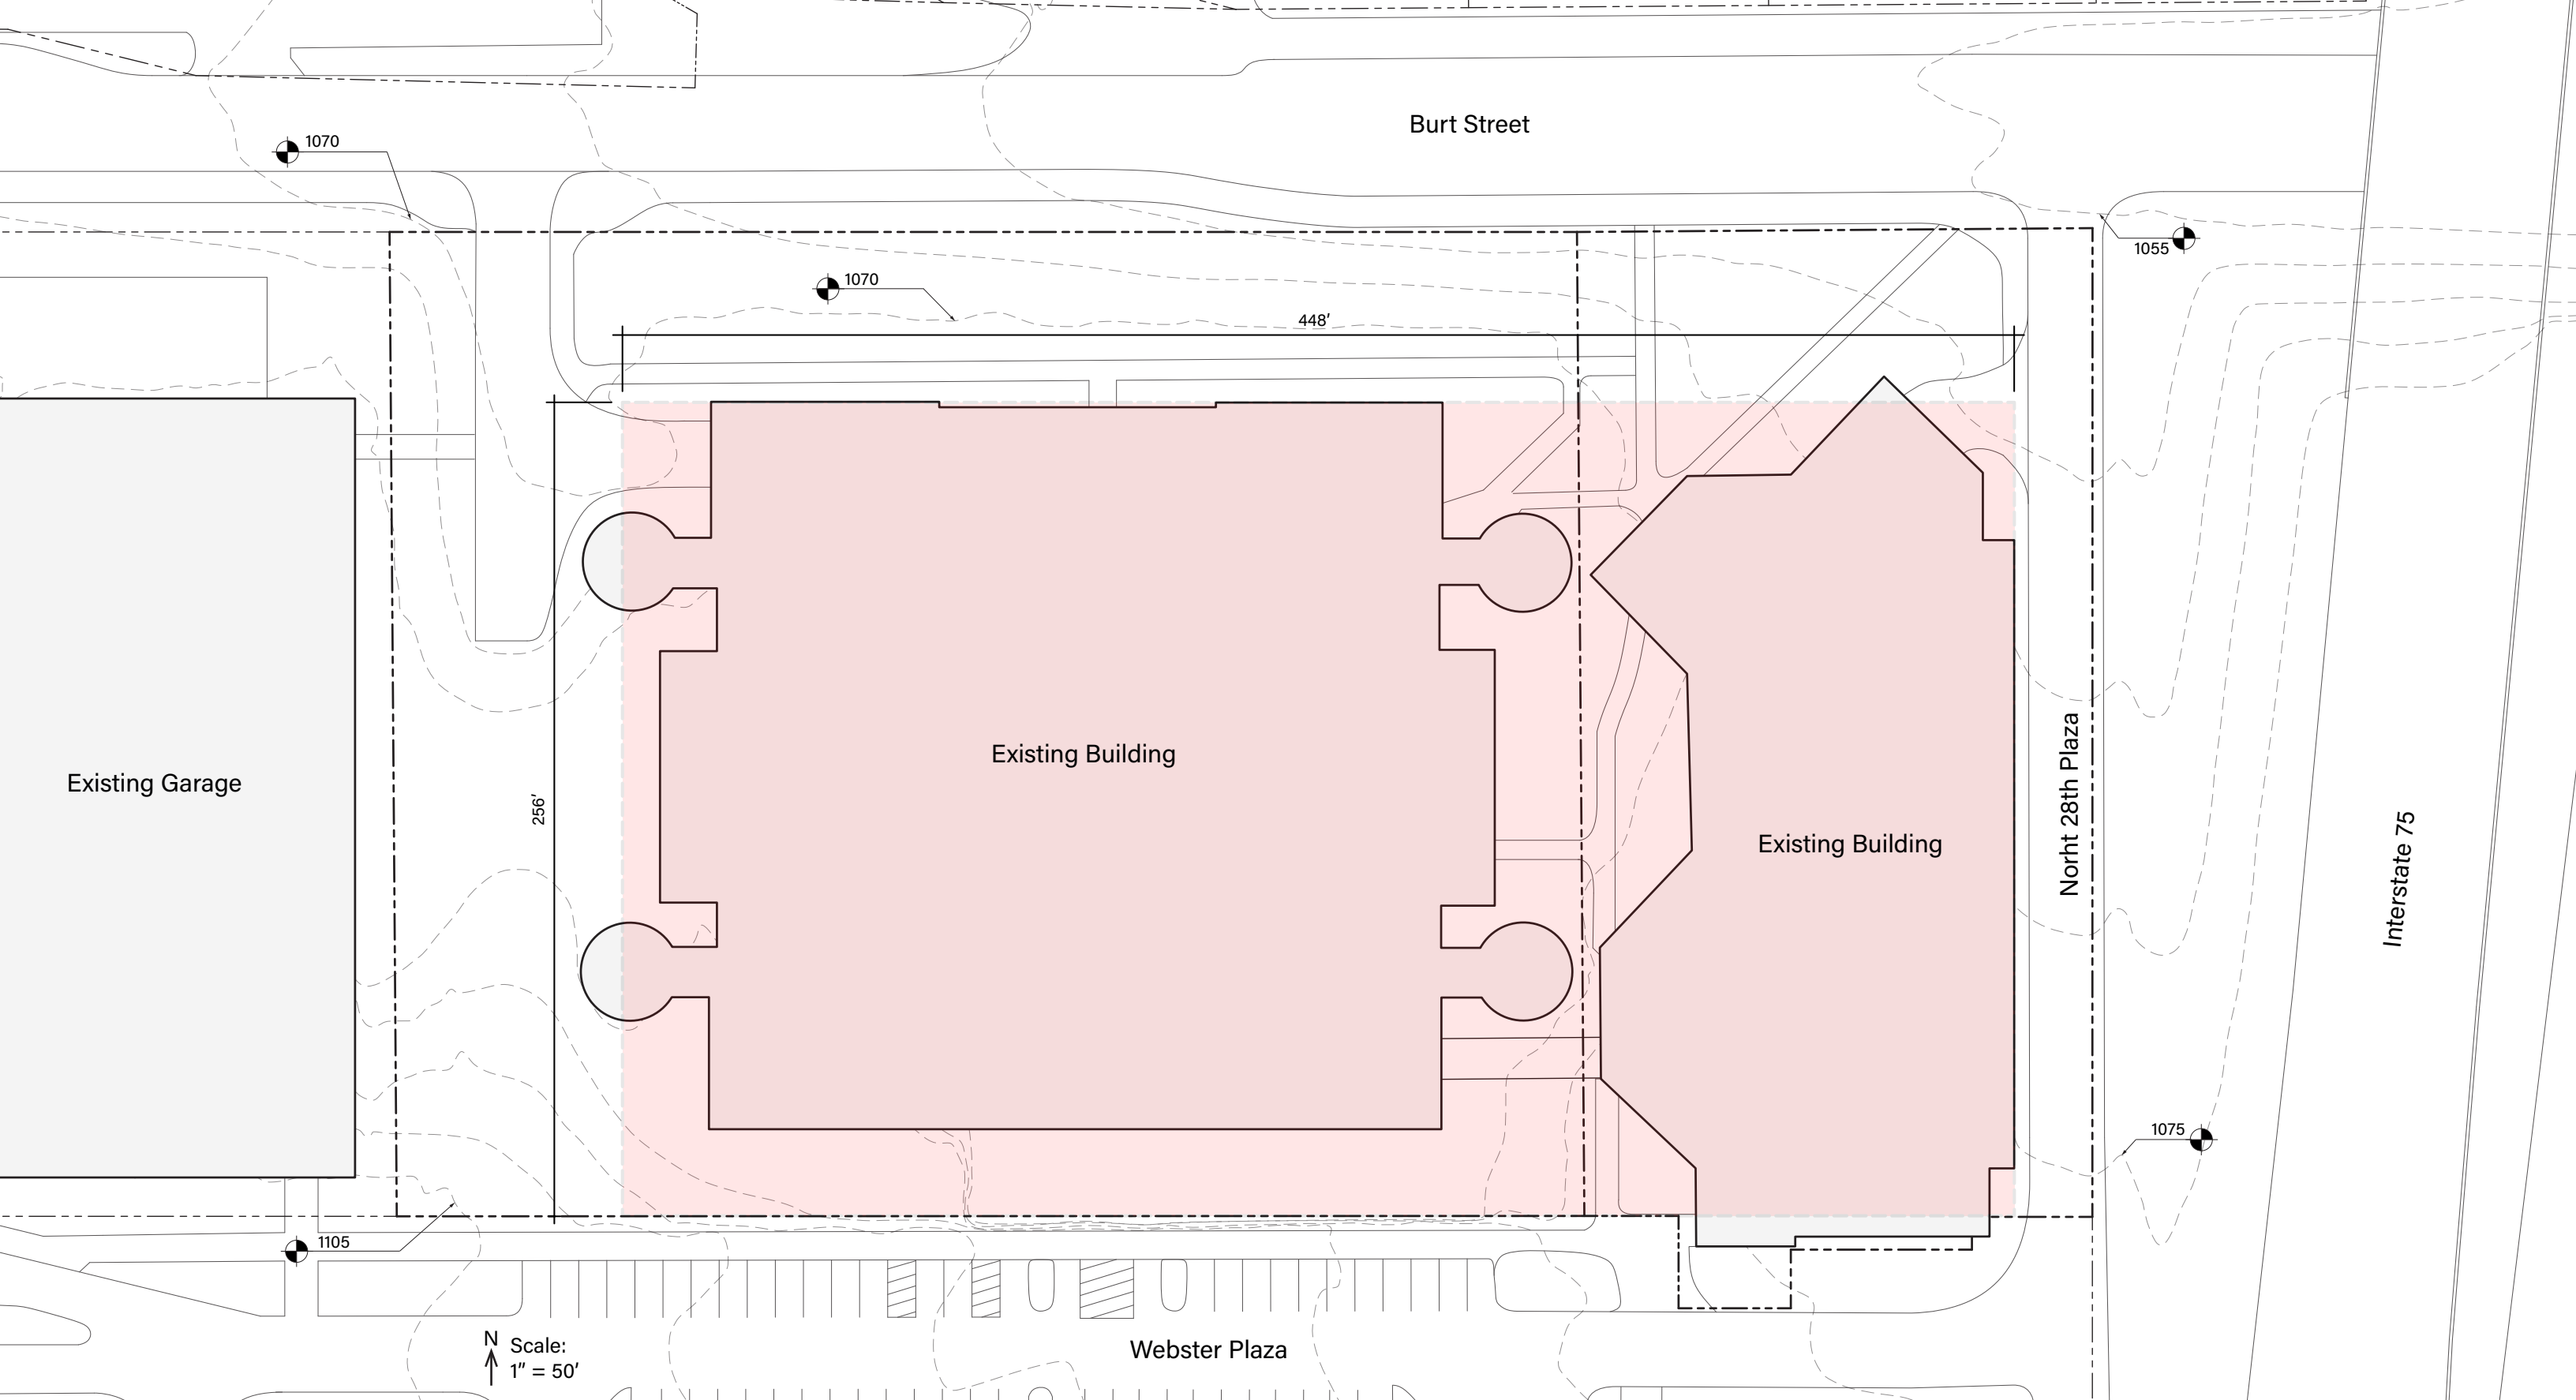 Burt Street
1070
1055
1070
448’
Existing Building
Existing Garage
256’
Existing Building
Norht 28th Plaza
Interstate 75
1075
1105
N
Scale:
1” = 50’
Webster Plaza